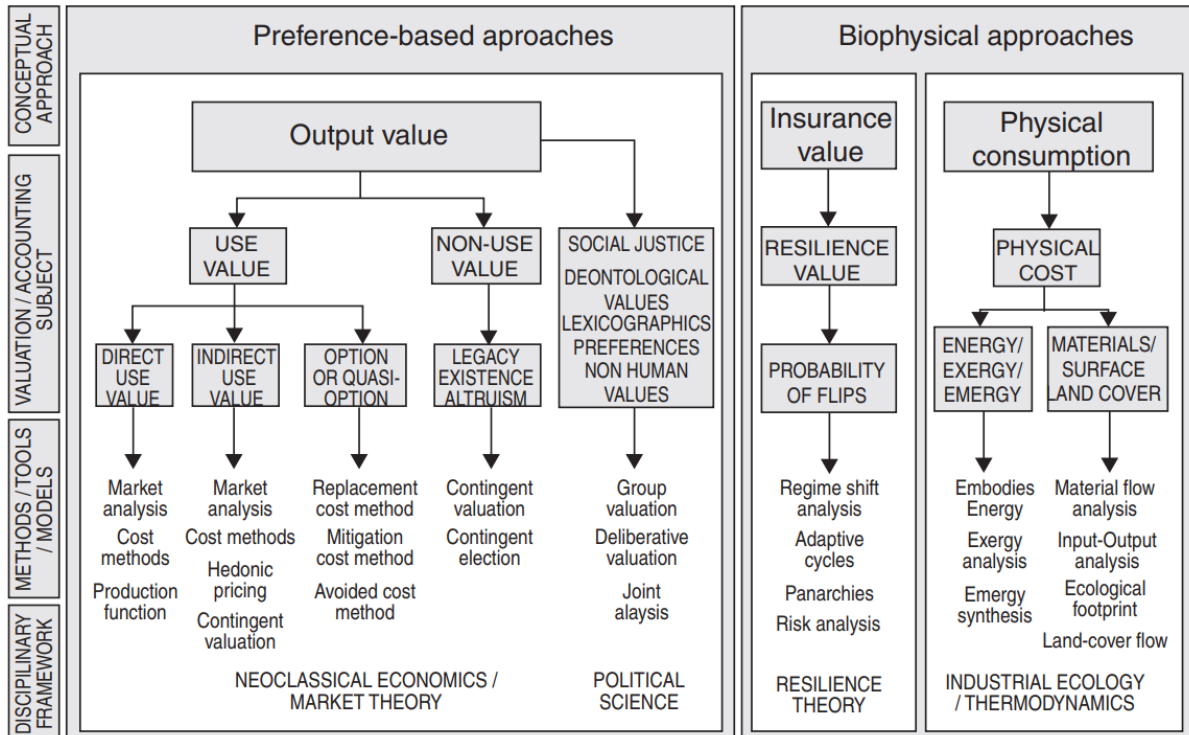 CONCEPTUAL
APPROACH
VALUATION / ACCOUNTING
SUBJECT
METHODS / TOOLS
/ MODELS
DISCIPILINARY
FRAMEWORK
Preference-based aproaches
Output value
USE
VALUE
NON-USE
VALUE
SOCIAL JUSTICE
DEONTOLOGICAL
VALUES
LEXICOGRAPHICS
PREFERENCES
NON HUMAN
VALUES
DIRECT
USE
VALUE
INDIRECT
USE
VALUE
OPTION
OR QUASI-
OPTION
LEGACY
EXISTENCE
ALTRUISM
Market
analysis
Cost
methods
Production
function
Market
analysis
Cost methods
Hedonic
pricing
Contingent
valuation
Replacement
cost method
Mitigation
cost method
Avoided cost
method
Contingent
valuation
Contingent
election
Group
valuation
Deliberative
valuation
Joint
alaysis
NEOCLASSICAL ECONOMICS /
MARKET THEORY
POLITICAL
SCIENCE
Biophysical approaches
Insurance
value
RESILIENCE
VALUE
PROBABILITY
OF FLIPS
Regime shift
analysis
Adaptive
cycles
Panarchies
Risk analysis
RESILIENCE
THEORY
Physical
consumption
PHYSICAL
COST
ENERGY/
EXERGY/
EMERGY
MATERIALS/
SURFACE
LAND COVER
Embodies
Energy
Exergy
analysis
Emergy
synthesis
Material flow
analysis
Input-Output
analysis
Ecological
footprint
Land-cover flow
INDUSTRIAL ECOLOGY
/ THERMODYNAMICS